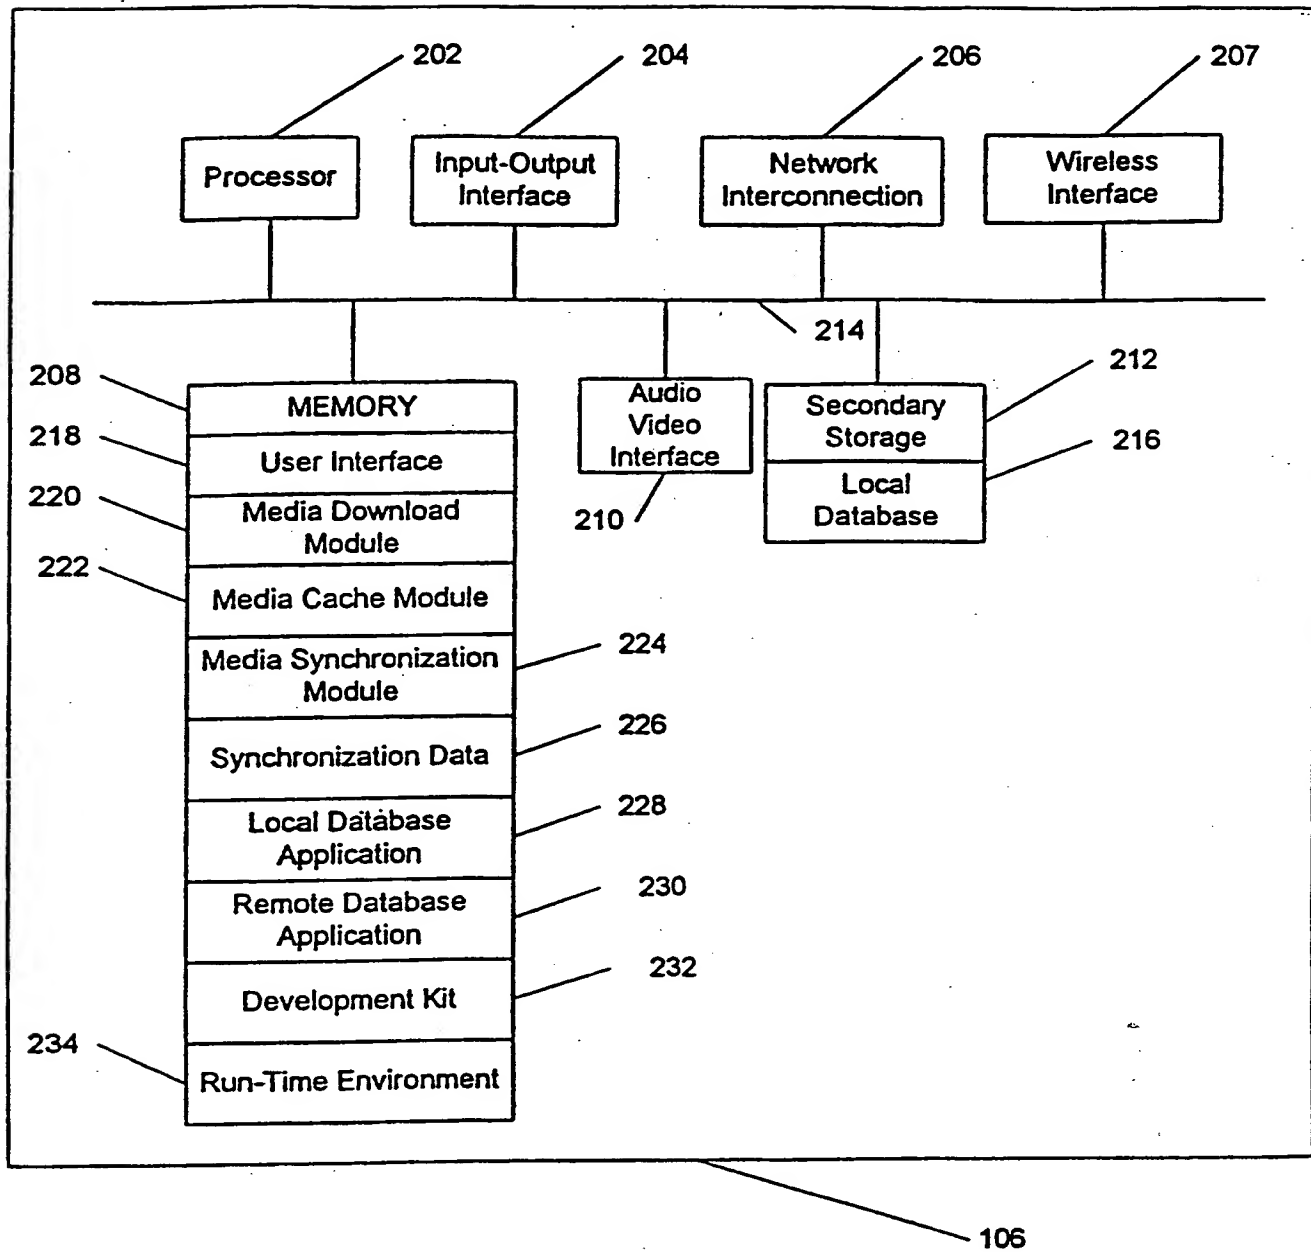 202
204
206
207
Processor
Input-Output
Interface
Network
Interconnection
Wireless
Interface
214
208
MEMORY
218
User Interface
220
Media Download
Module
222
Media Cache Module
Media Synchronization
Module
224
Synchronization Data
226
Local Database
Application
228
Remote Database
Application
230
Development Kit
232
234
Run-Time Environment
Audio
Video
Interface
210
Secondary
Storage
212
Local
Database
216
106